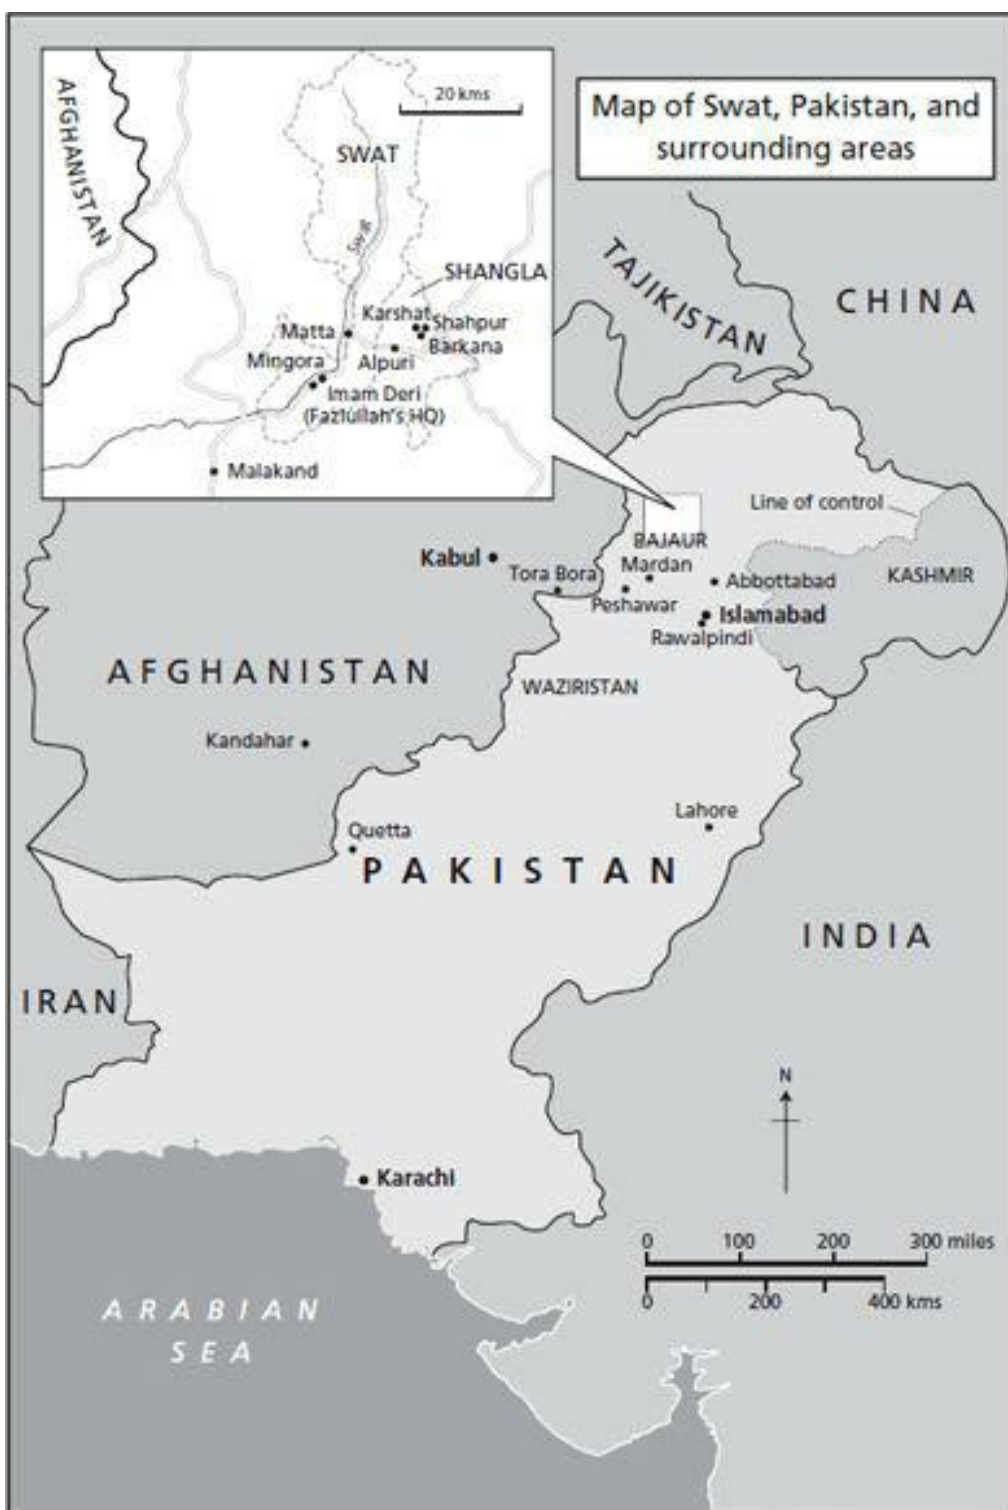 Map of Swat, Pakistan, and
surrounding areas
AFGHANISTAN
20 kms
SWAT
Swat
SHANGLA
Karshat
Shahpur
Matta
Barkana
Mingora
Alpuri
Imam Deri
(Fazlullah's HQ)
Malakand
TAJIKISTAN
CHINA
Line of control
BAJAUR
Kabul
Mardan
Tora Bora
Abbottabad
KASHMIR
Peshawar
Islamabad
Rawalpindi
AFGHANISTAN
WAZIRISTAN
Kandahar
Lahore
Quetta
PAKISTAN
INDIA
IRAN
N
Karachi
0 100 200 300 miles
0 200 400 kms
ARABIAN
SEA